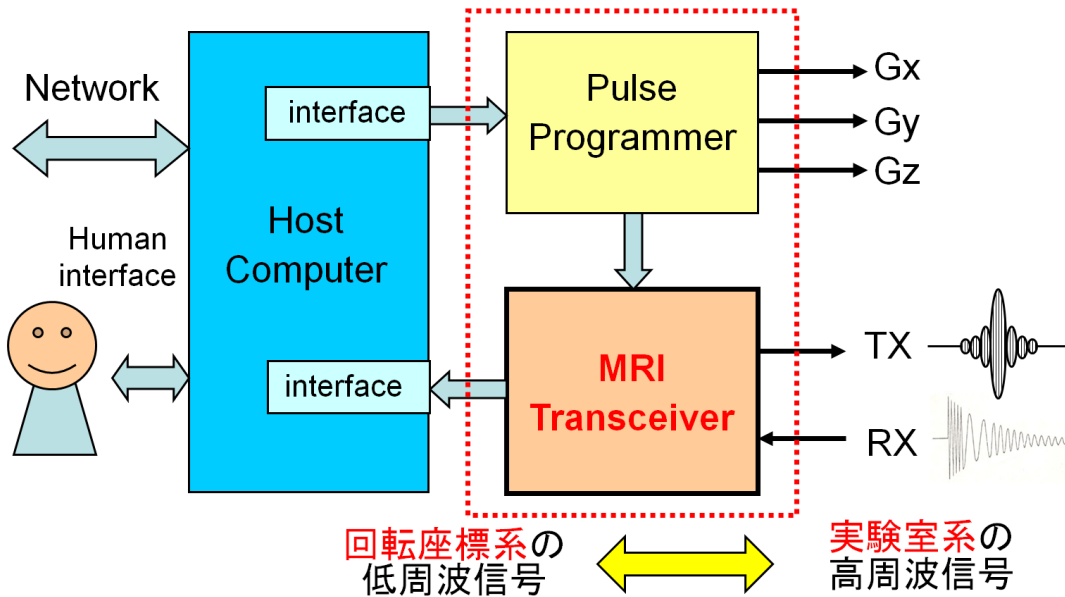 Network
interface
Pulse
Programmer
Gx
Gy
Gz
Human
interface
Host
Computer
interface
MRI
Transceiver
TX
RX
回転座標系の
低周波信号
実験室系の
高周波信号